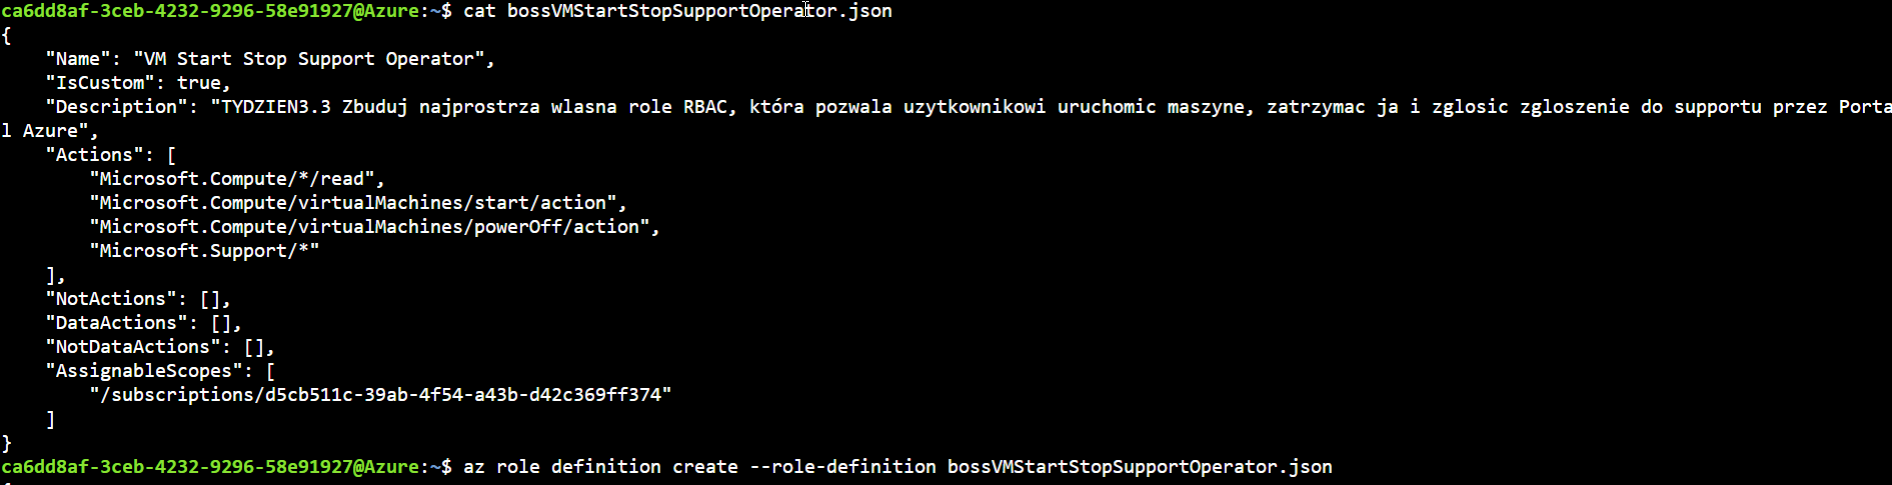 ca6dd8af-3ceb-4232-9296-58e91927@Azure:~$ cat bossVMStartStopSupportOperator.json
{
    "Name": "VM Start Stop Support Operator",
    "IsCustom": true,
    "Description": "TYDZIEN3.3 Zbuduj najprostrza wlasna role RBAC, która pozwala uzytkownikowi uruchomic maszyne, zatrzymac ja i zglosic zgloszenie do supportu przez Porta
l Azure",
    "Actions": [
        "Microsoft.Compute/*/read",
        "Microsoft.Compute/virtualMachines/start/action",
        "Microsoft.Compute/virtualMachines/powerOff/action",
        "Microsoft.Support/*"
    ],
    "NotActions": [],
    "DataActions": [],
    "NotDataActions": [],
    "AssignableScopes": [
        "/subscriptions/d5cb511c-39ab-4f54-a43b-d42c369ff374"
    ]
}
ca6dd8af-3ceb-4232-9296-58e91927@Azure:~$ az role definition create --role-definition bossVMStartStopSupportOperator.json